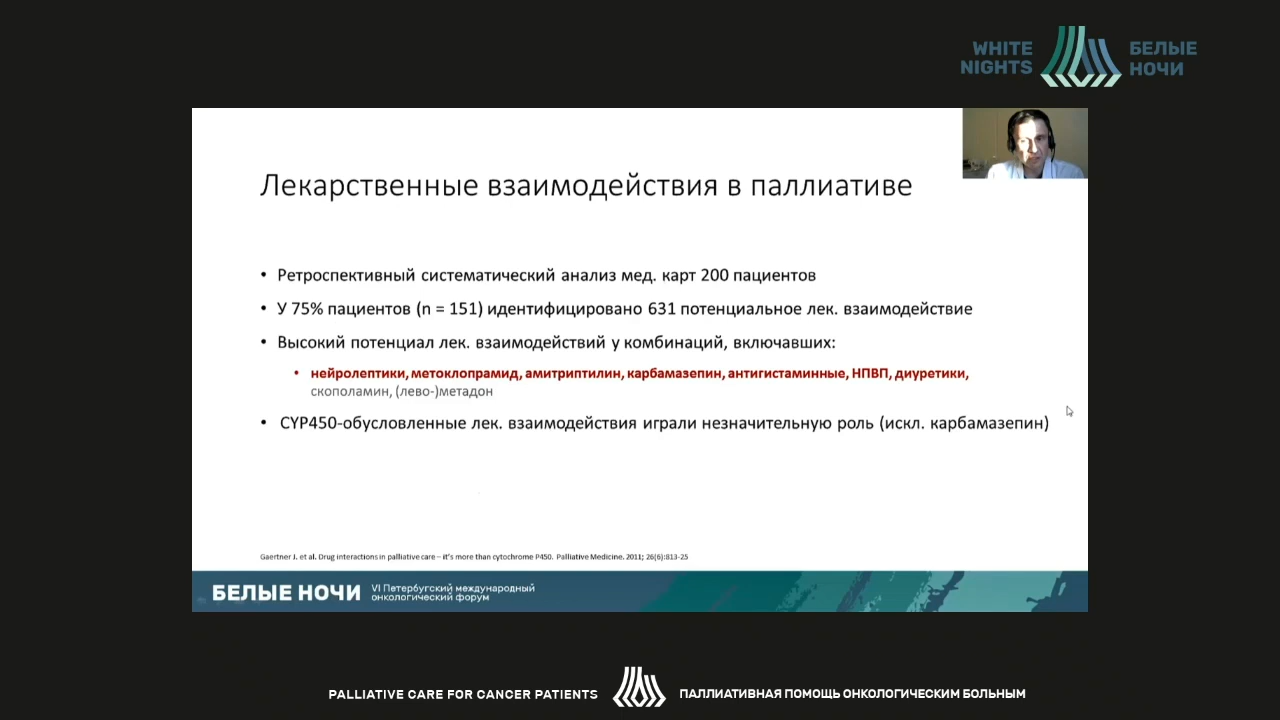 WHITE
NIGHTS
БЕЛЫЕ
НОЧИ
Лекарственные взаимодействия в паллиативе
• Ретроспективный систематический анализ мед. карт 200 пациентов
• У 75% пациентов (n = 151) идентифицировано 631 потенциальное лек. взаимодействие
• Высокий потенциал лек. взаимодействий у комбинаций, включавших:
• нейролептики, метоклопрамид, амитриптилин, карбамазепин, антигистаминные, НПВП, диуретики,
скополамин, (лево-)метадон
• CYP450-обусловленные лек. взаимодействия играли незначительную роль (искл. карбамазепин)
Gaertner J. et al. Drug interactions in palliative care – it's more than cytochrome P450. Palliative Medicine. 2011; 26(6):813-25
БЕЛЫЕ НОЧИ
VI Петербугский международный
онкологический форум
PALLIATIVE CARE FOR CANCER PATIENTS
ПАЛЛИАТИВНАЯ ПОМОЩЬ ОНКОЛОГИЧЕСКИМ БОЛЬНЫМ